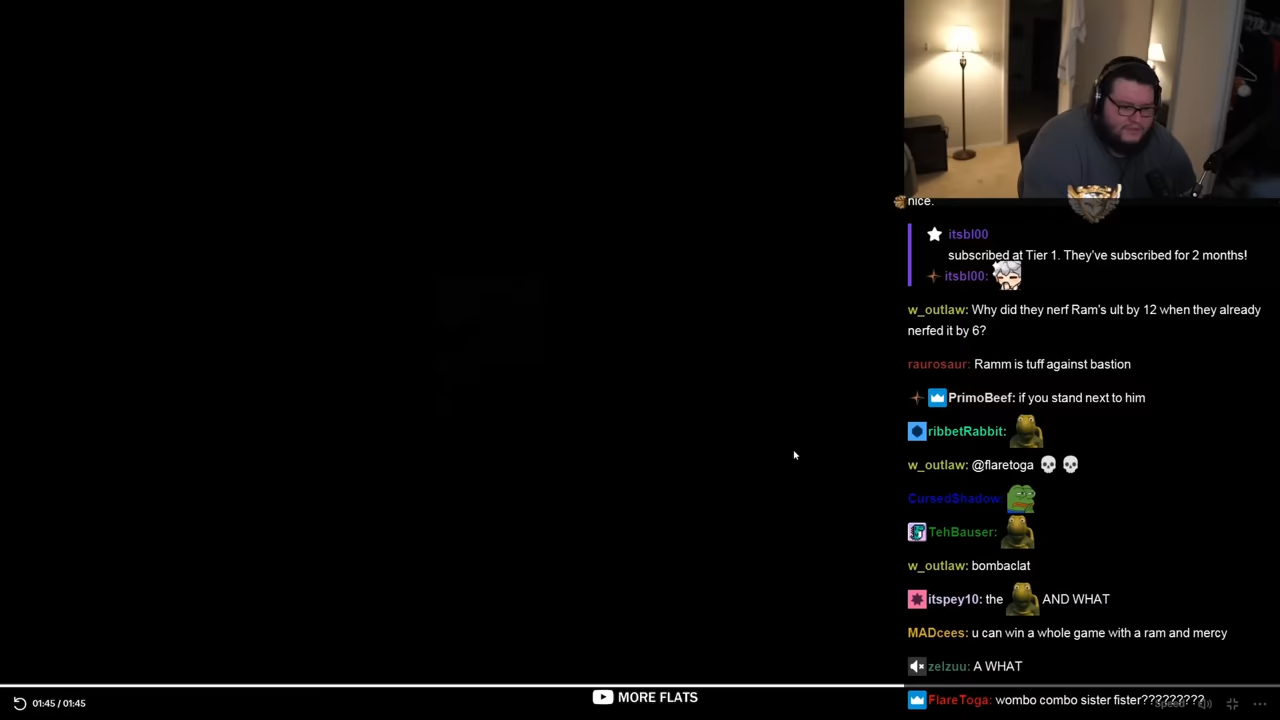 nice.
itsbl00
subscribed at Tier 1. They've subscribed for 2 months!
itsbl00:
w_outlaw: Why did they nerf Ram's ult by 12 when they already
nerfed it by 6?
raurosaur: Ramm is tuff against bastion
PrimoBeef: if you stand next to him
ribbetRabbit:
w_outlaw: @flaretoga 💀 💀
Cursed$hadow:
TehBauser:
w_outlaw: bombaclat
itspey10: the AND WHAT
MADcees: u can win a whole game with a ram and mercy
zelzuu: A WHAT
FlareToga: wombo combo sister fister?????????
01:45 / 01:45
MORE FLATS
Speed